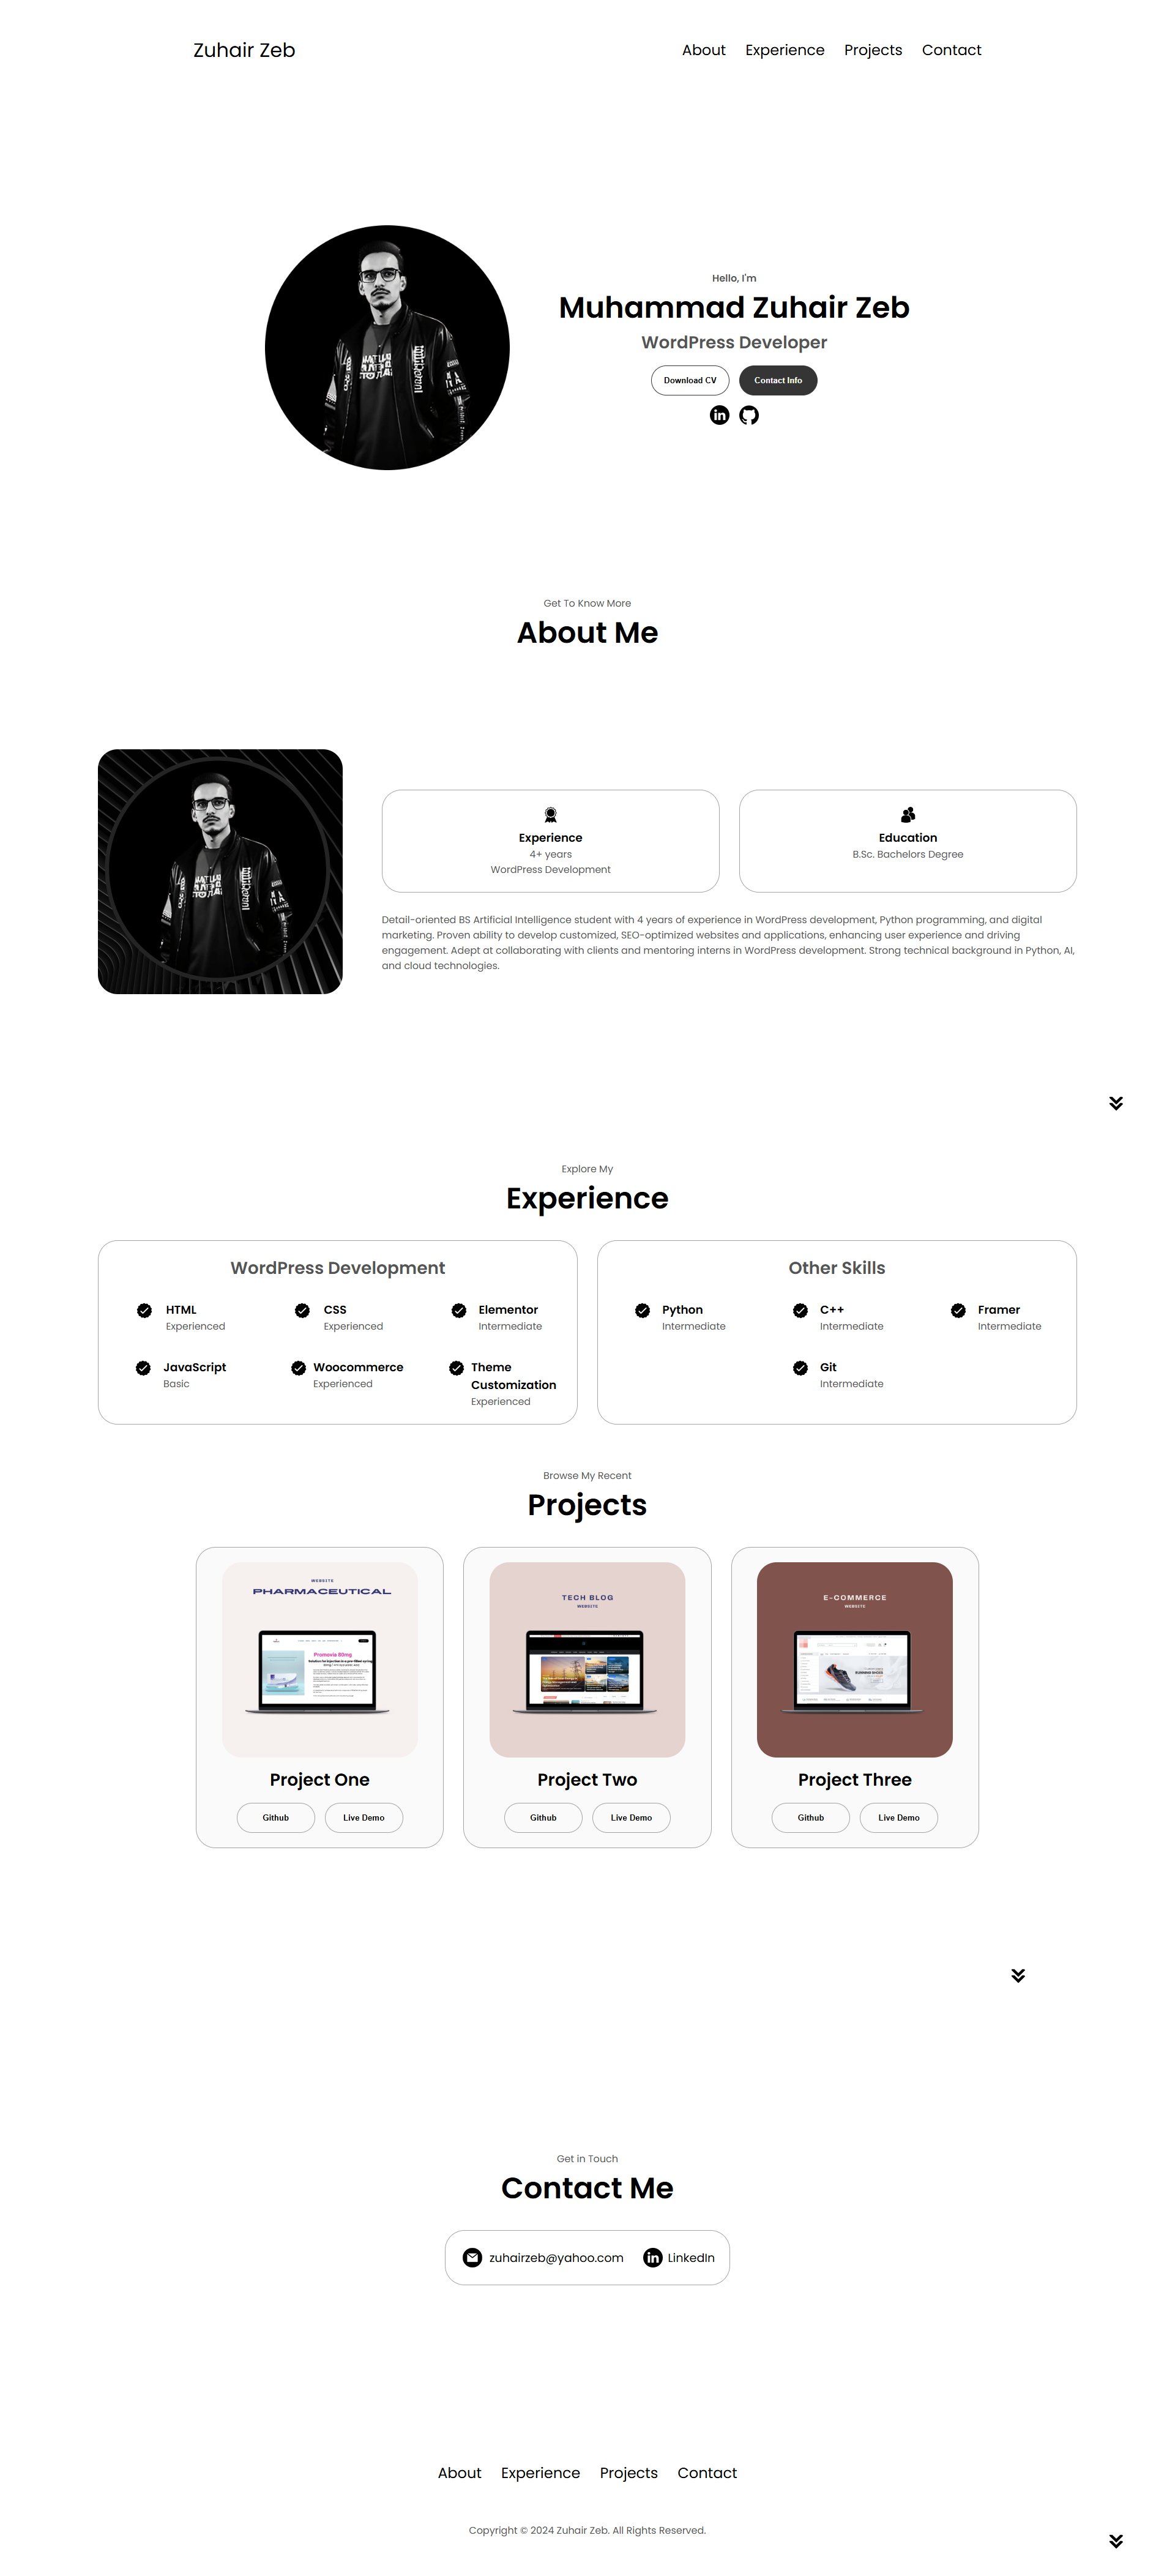 Zuhair Zeb
About Experience Projects Contact
Hello, I'm
Muhammad Zuhair Zeb
WordPress Developer
Download CV
Contact Info
Get To Know More
About Me
Experience
4+ years
WordPress Development
Education
B.Sc. Bachelors Degree
Detail-oriented BS Artificial Intelligence student with 4 years of experience in WordPress development, Python programming, and digital
marketing. Proven ability to develop customized, SEO-optimized websites and applications, enhancing user experience and driving
engagement. Adept at collaborating with clients and mentoring interns in WordPress development. Strong technical background in Python, AI,
and cloud technologies.
Explore My
Experience
WordPress Development
HTML
Experienced
CSS
Experienced
Elementor
Intermediate
JavaScript
Basic
Woocommerce
Experienced
Theme
Customization
Experienced
Other Skills
Python
Intermediate
C++
Intermediate
Framer
Intermediate
Git
Intermediate
Browse My Recent
Projects
WEBSITE
PHARMACEUTICAL
Promovia 80mg
Project One
Github
Live Demo
TECH BLOG
WEBSITE
Project Two
Github
Live Demo
E-COMMERCE
WEBSITE
RUNNING SHOES
Project Three
Github
Live Demo
Get in Touch
Contact Me
zuhairzeb@yahoo.com
LinkedIn
About Experience Projects Contact
Copyright © 2024 Zuhair Zeb. All Rights Reserved.